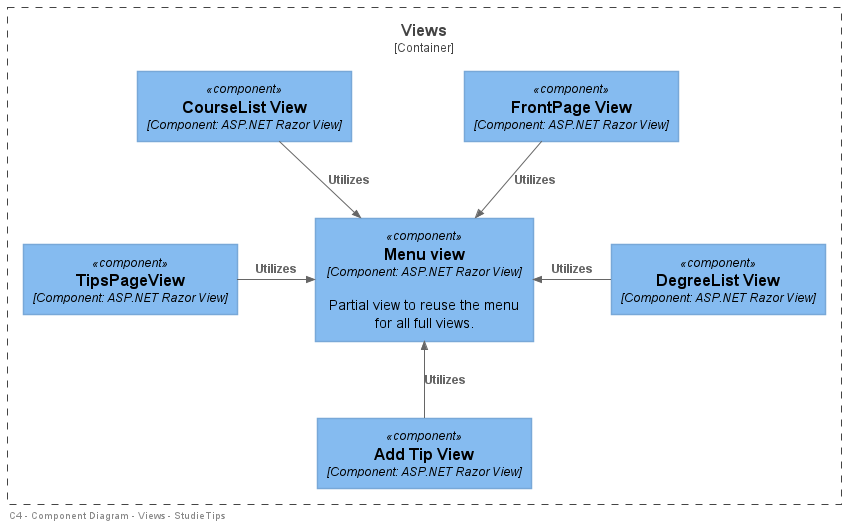 Views
[Container]
«component»
CourseList View
[Component: ASP.NET Razor View]
«component»
FrontPage View
[Component: ASP.NET Razor View]
Utilizes
Utilizes
«component»
TipsPageView
[Component: ASP.NET Razor View]
Utilizes
«component»
Menu view
[Component: ASP.NET Razor View]
Partial view to reuse the menu
for all full views.
Utilizes
«component»
DegreeList View
[Component: ASP.NET Razor View]
Utilizes
«component»
Add Tip View
[Component: ASP.NET Razor View]
C4 - Component Diagram - Views - StudieTips